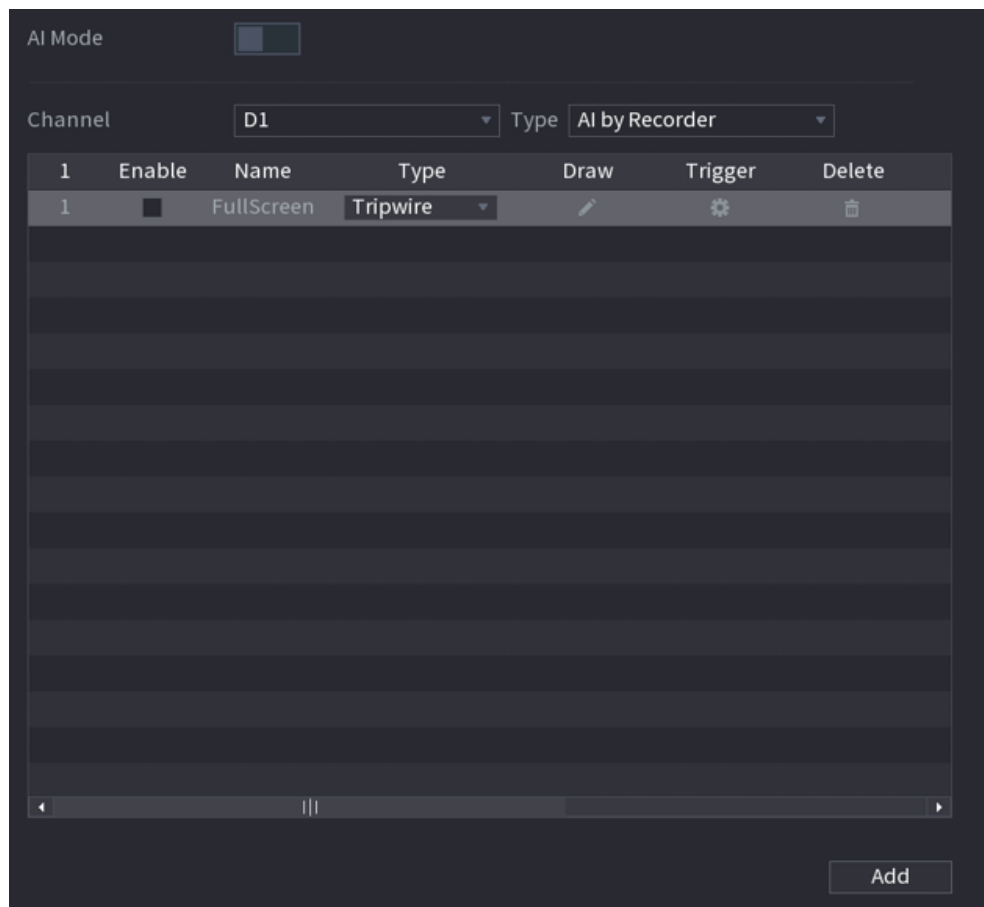 AI Mode
Channel D1 Type AI by Recorder
1 Enable Name Type Draw Trigger Delete
1 FullScreen Tripwire
Add